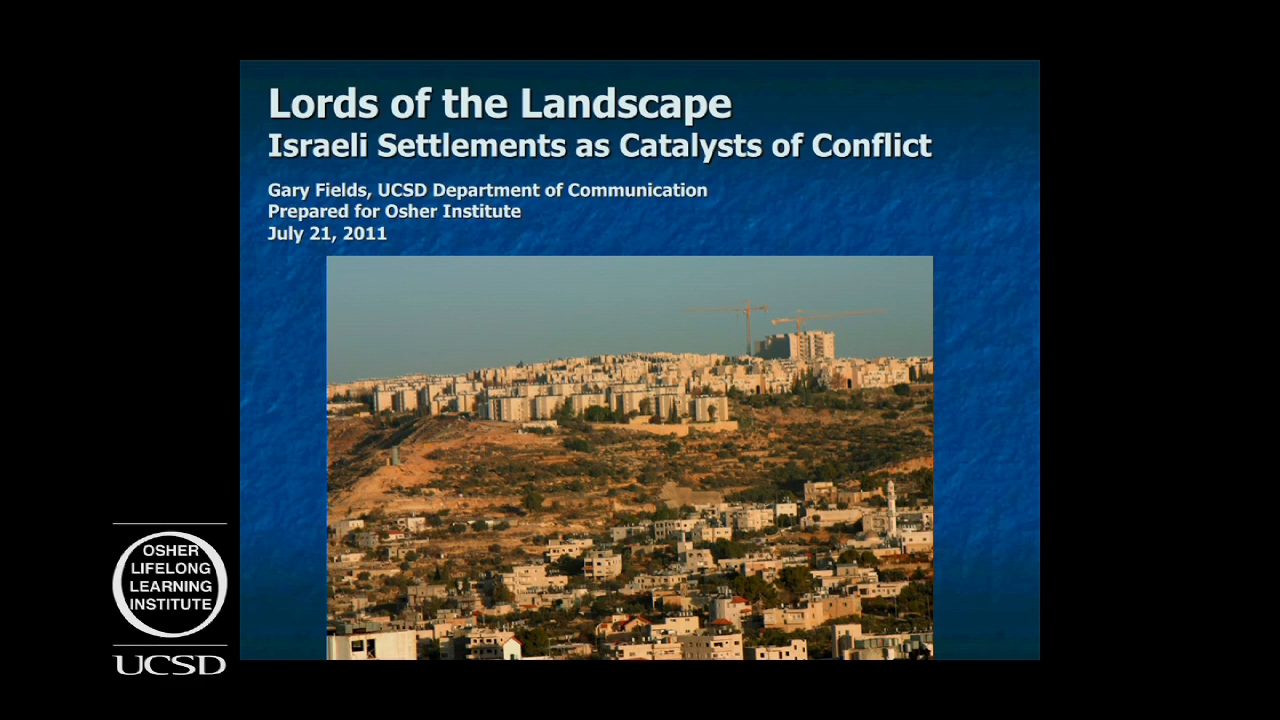 Lords of the Landscape
Israeli Settlements as Catalysts of Conflict
Gary Fields, UCSD Department of Communication
Prepared for Osher Institute
July 21, 2011
OSHER
LIFELONG
LEARNING
INSTITUTE
UCSD